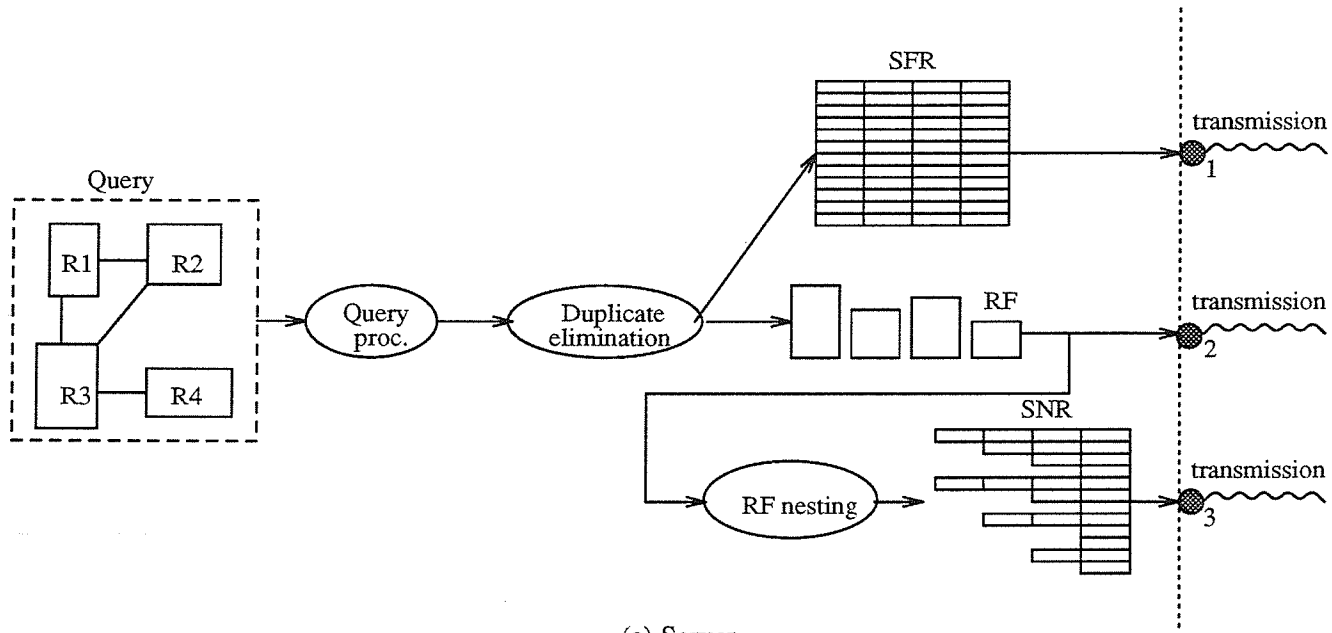 SFR
transmission
1
Query
R1
R2
R3
R4
Query
proc.
Duplicate
elimination
RF
transmission
2
SNR
RF nesting
transmission
3